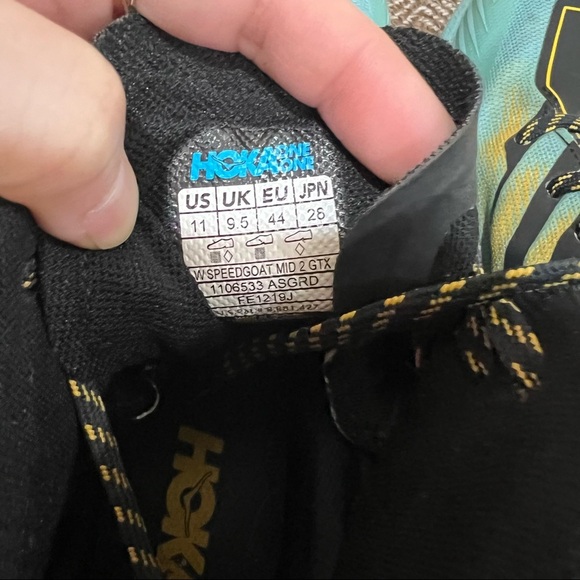 HOKA ONE ONE
US UK EU JPN
11 9.5 44 28
W SPEEDGOAT MID 2 GTX
1106533 ASGRD
FE1219J
HOKA